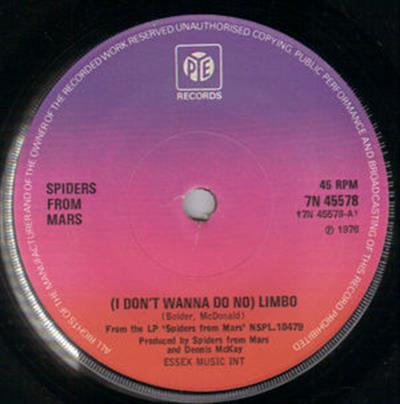 ALL RIGHTS OF THE MANUFACTURER AND OF THE OWNER OF THE RECORDED WORK RESERVED UNAUTHORISED COPYING, PUBLIC PERFORMANCE AND BROADCASTING OF THIS RECORD PROHIBITED
PYE
RECORDS
SPIDERS
FROM
MARS
45 RPM
7N 45578
(7N 45578-A)
℗ 1976
(I DON'T WANNA DO NO) LIMBO
(Bolder, McDonald)
From the LP 'Spiders from Mars' NSPL.18479
Produced by Spiders from Mars
and Dennis McKay
ESSEX MUSIC INT